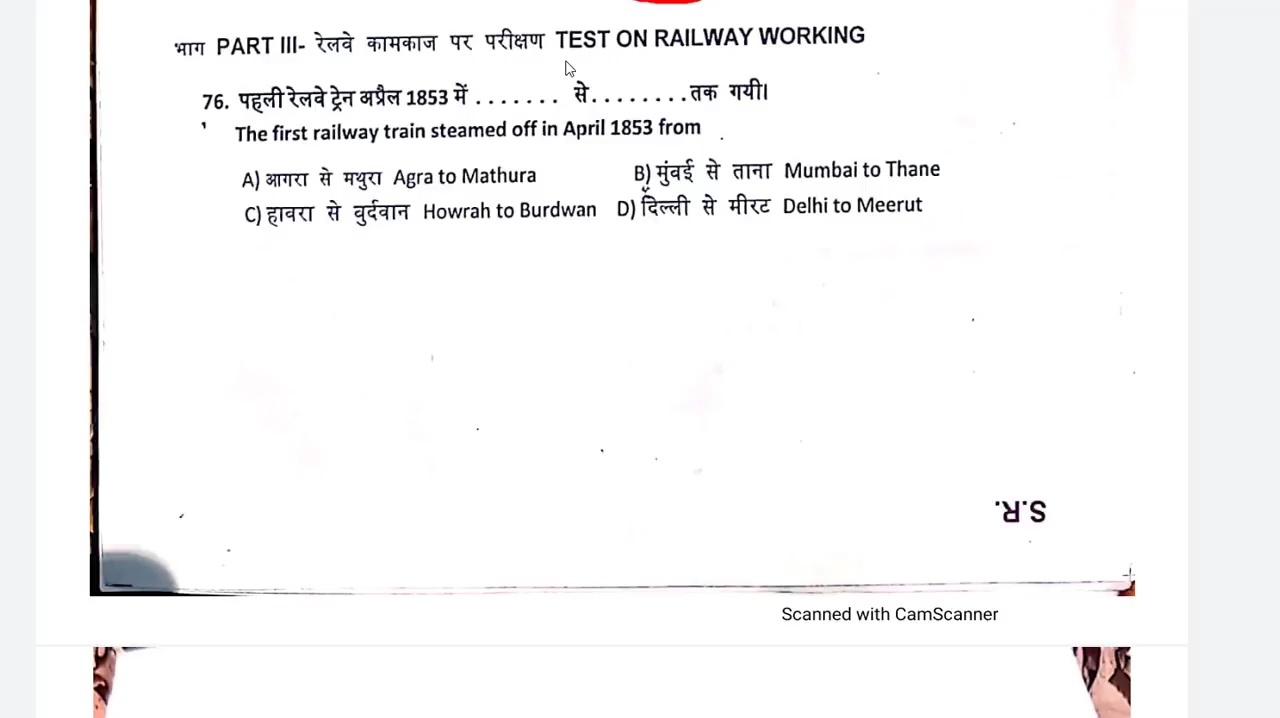 भाग PART III- रेलवे कामकाज पर परीक्षण TEST ON RAILWAY WORKING
76. पहली रेलवे ट्रेन अप्रैल 1853 में ....... से........तक गयी।
The first railway train steamed off in April 1853 from
A) आगरा से मथुरा Agra to Mathura B) मुंबई से ताना Mumbai to Thane
C) हावरा से वुर्दवान Howrah to Burdwan D) दिल्ली से मीरट Delhi to Meerut
S.R.
Scanned with CamScanner